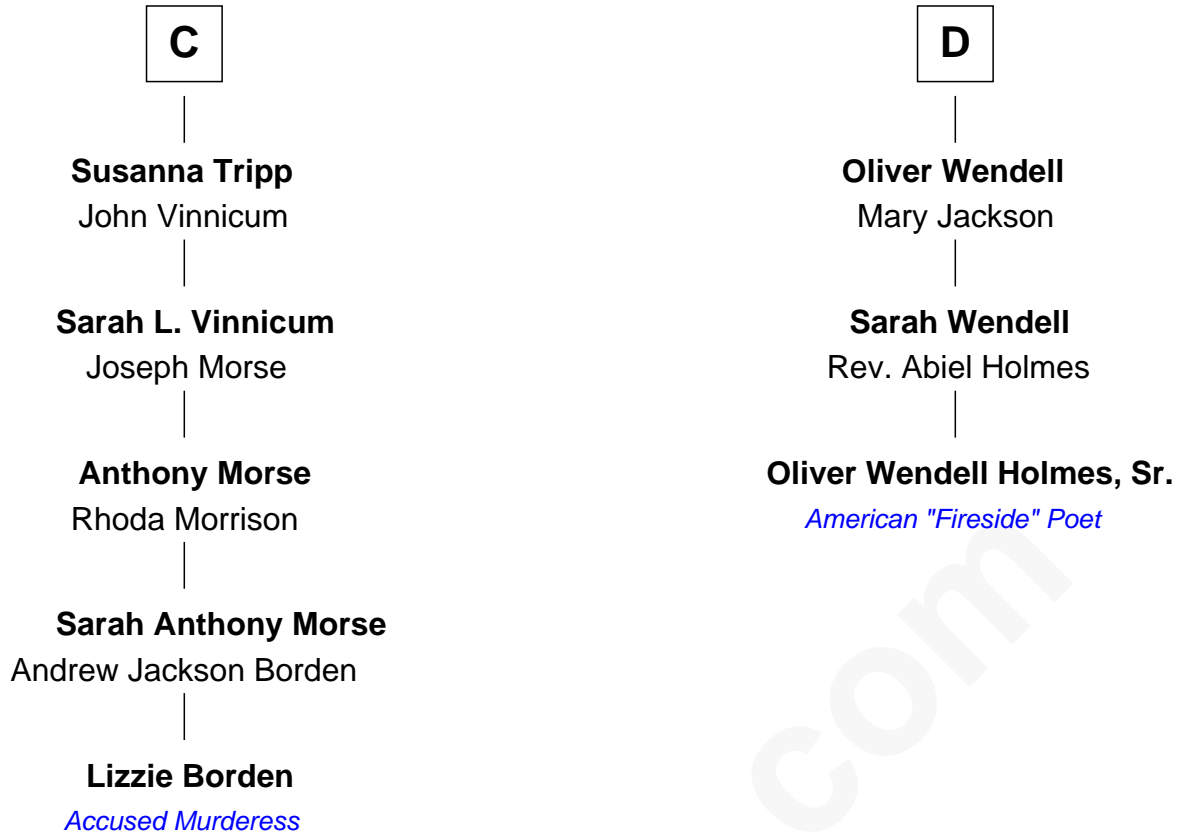 C
Susanna Tripp
John Vinnicum
Sarah L. Vinnicum
Joseph Morse
Anthony Morse
Rhoda Morrison
Sarah Anthony Morse
Andrew Jackson Borden
Lizzie Borden
Accused Murderess
D
Oliver Wendell
Mary Jackson
Sarah Wendell
Rev. Abiel Holmes
Oliver Wendell Holmes, Sr.
American "Fireside" Poet
com